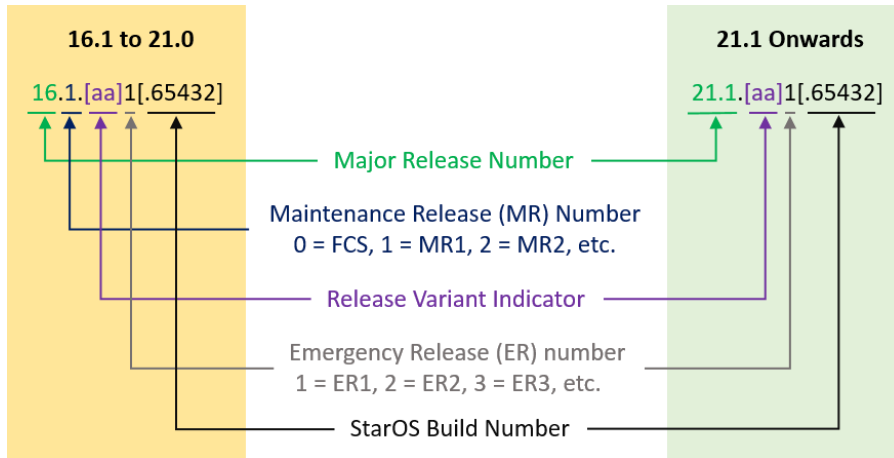 16.1 to 21.0
21.1 Onwards
16.1.[aa]1[.65432]
21.1.[aa]1[.65432]
Major Release Number
Maintenance Release (MR) Number
0 = FCS, 1 = MR1, 2 = MR2, etc.
Release Variant Indicator
Emergency Release (ER) number
1 = ER1, 2 = ER2, 3 = ER3, etc.
StarOS Build Number